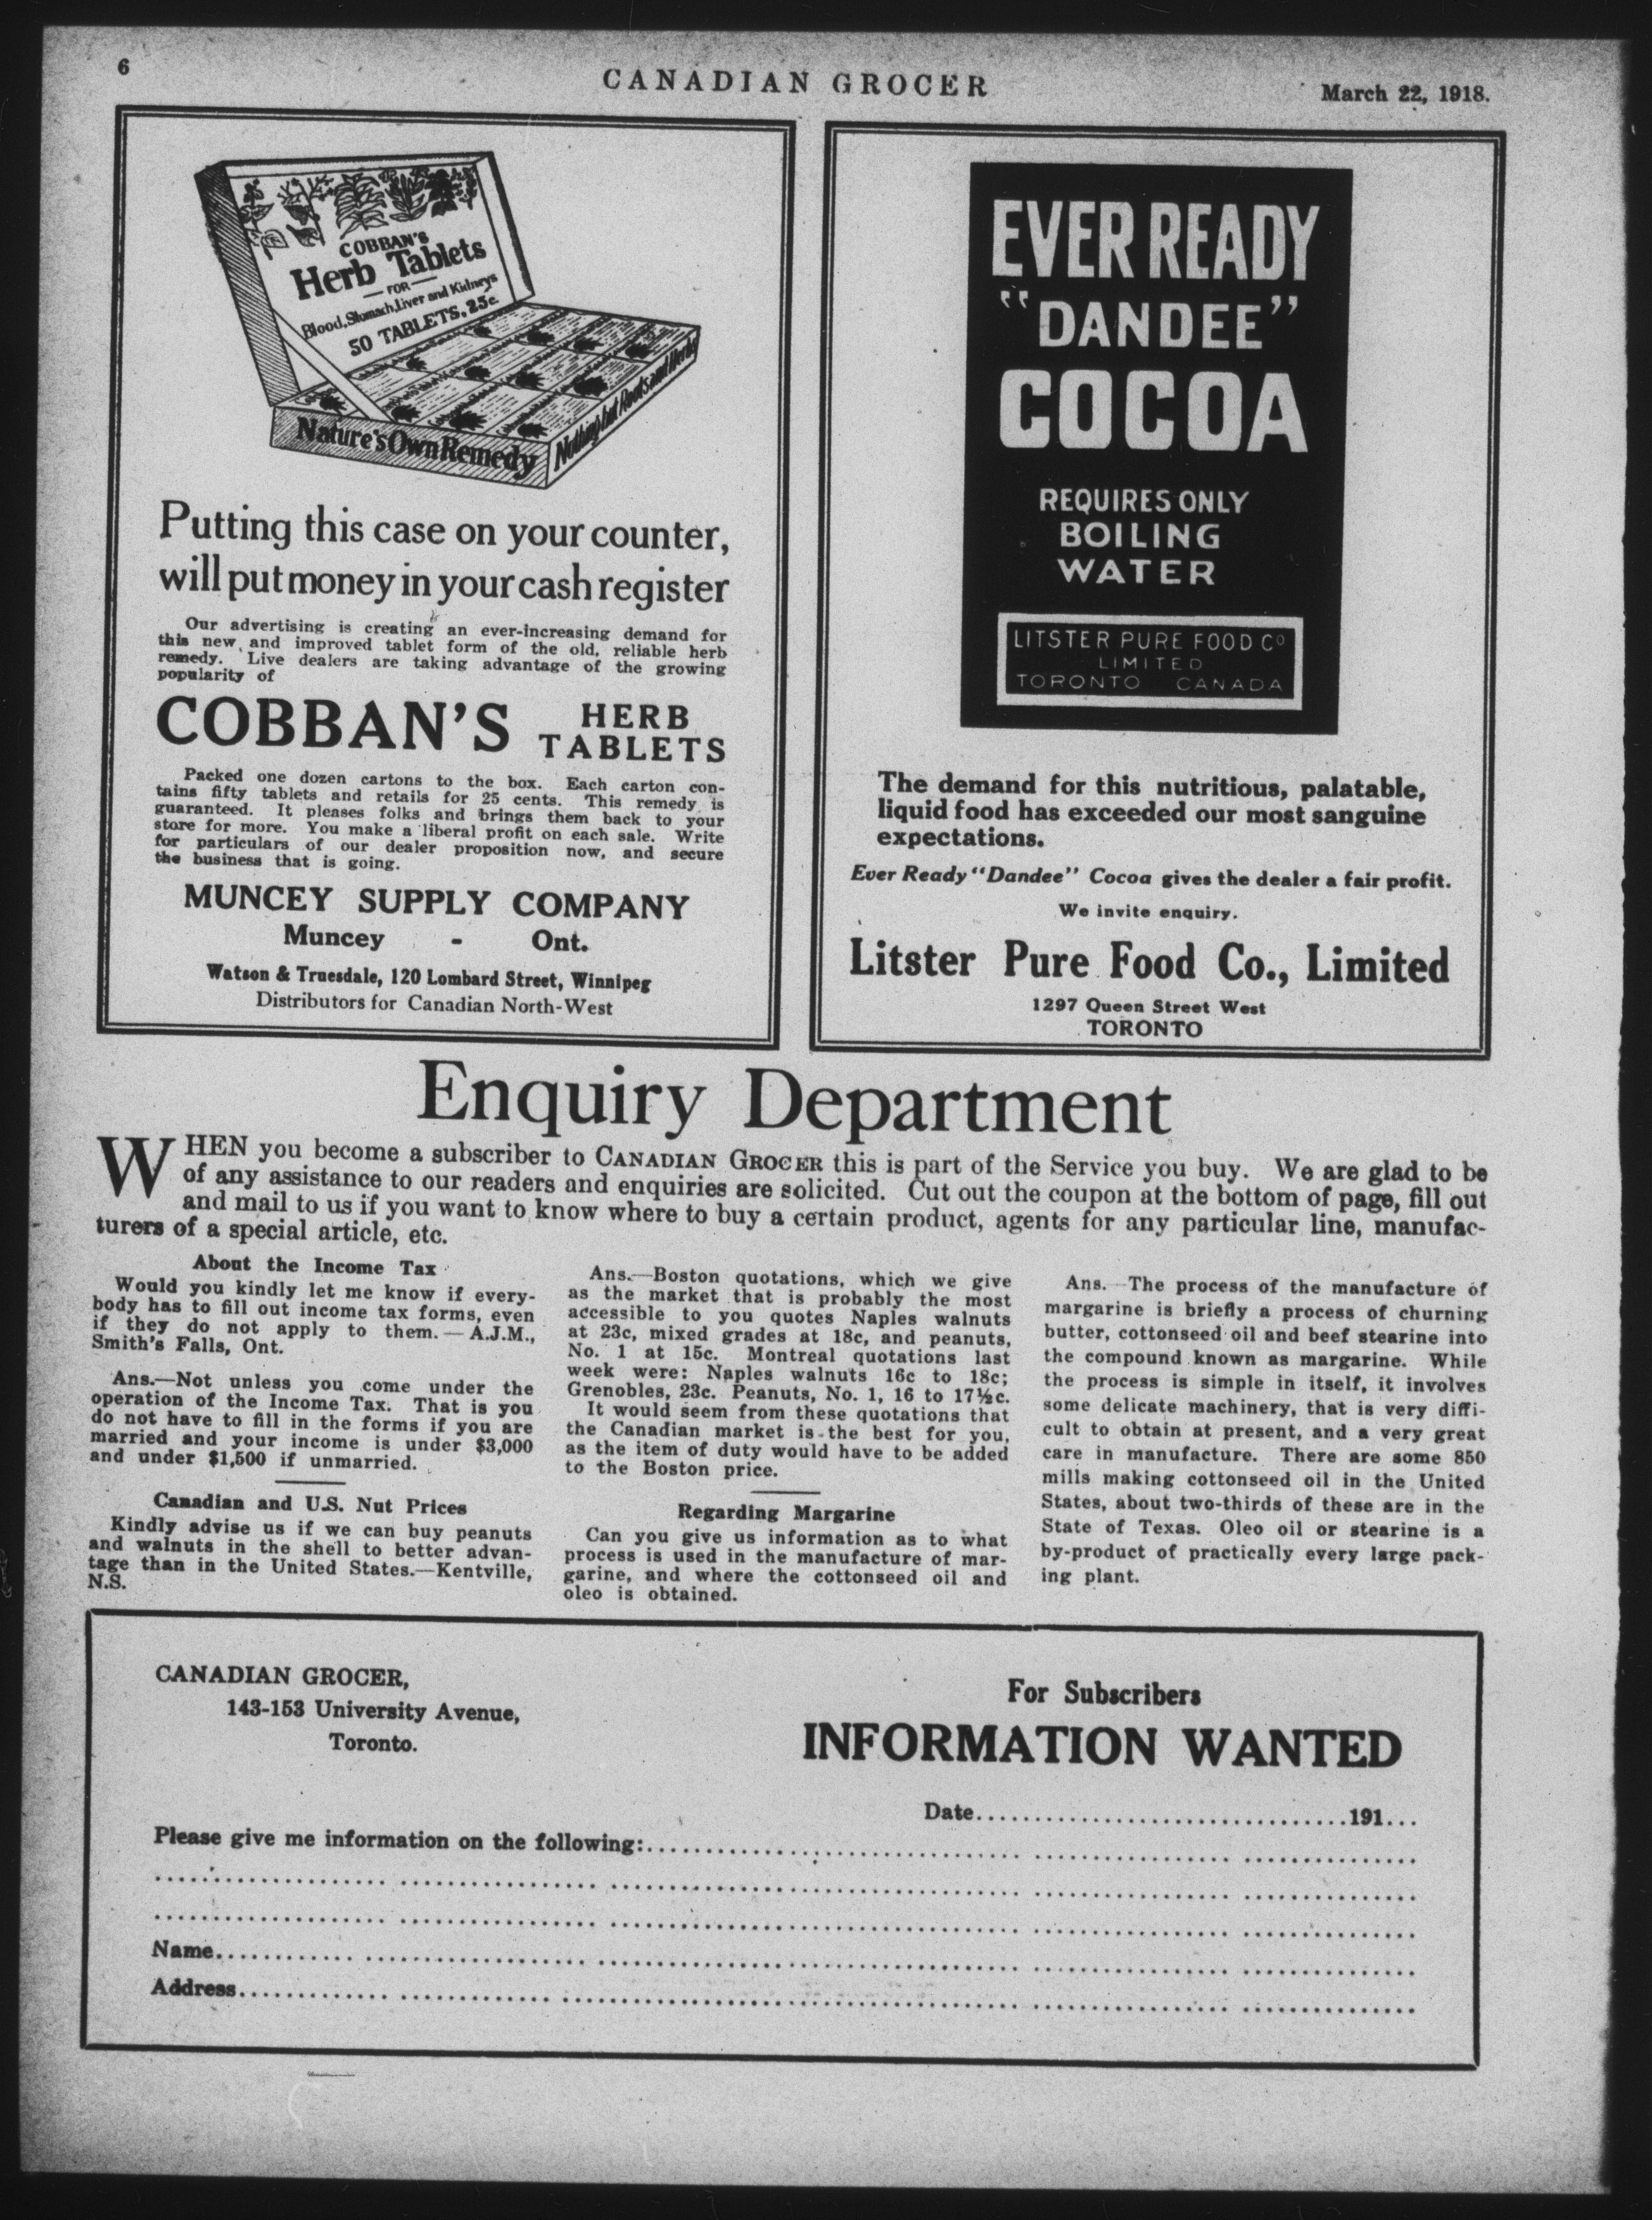 6
CANADIAN GROCER
March 22, 1918.
COBBAN'S
Herb Tablets
— FOR —
Blood, Stomach, Liver and Kidneys
50 TABLETS, 25c.
Nature's Own Remedy
Nothing but Roots and Herbs
Putting this case on your counter,
will put money in your cash register
Our advertising is creating an ever-increasing demand for
this new and improved tablet form of the old, reliable herb
remedy. Live dealers are taking advantage of the growing
popularity of
COBBAN'S HERB
TABLETS
Packed one dozen cartons to the box. Each carton con-
tains fifty tablets and retails for 25 cents. This remedy is
guaranteed. It pleases folks and brings them back to your
store for more. You make a liberal profit on each sale. Write
for particulars of our dealer proposition now, and secure
the business that is going.
MUNCEY SUPPLY COMPANY
Muncey - Ont.
Watson & Truesdale, 120 Lombard Street, Winnipeg
Distributors for Canadian North-West
EVER READY
"DANDEE"
COCOA
REQUIRES ONLY
BOILING
WATER
LITSTER PURE FOOD Co
LIMITED
TORONTO CANADA
The demand for this nutritious, palatable,
liquid food has exceeded our most sanguine
expectations.
Ever Ready "Dandee" Cocoa gives the dealer a fair profit.
We invite enquiry.
Litster Pure Food Co., Limited
1297 Queen Street West
TORONTO
Enquiry Department
WHEN you become a subscriber to CANADIAN GROCER this is part of the Service you buy. We are glad to be
of any assistance to our readers and enquiries are solicited. Cut out the coupon at the bottom of page, fill out
and mail to us if you want to know where to buy a certain product, agents for any particular line, manufac-
turers of a special article, etc.
About the Income Tax
Would you kindly let me know if every-
body has to fill out income tax forms, even
if they do not apply to them.—A.J.M.,
Smith's Falls, Ont.
Ans.—Not unless you come under the
operation of the Income Tax. That is you
do not have to fill in the forms if you are
married and your income is under $3,000
and under $1,500 if unmarried.
Canadian and U.S. Nut Prices
Kindly advise us if we can buy peanuts
and walnuts in the shell to better advan-
tage than in the United States.—Kentville,
N.S.
Ans.—Boston quotations, which we give
as the market that is probably the most
accessible to you quotes Naples walnuts
at 23c, mixed grades at 18c, and peanuts,
No. 1 at 15c. Montreal quotations last
week were: Naples walnuts 16c to 18c;
Grenobles, 23c. Peanuts, No. 1, 16 to 17½c.
It would seem from these quotations that
the Canadian market is the best for you,
as the item of duty would have to be added
to the Boston price.
Regarding Margarine
Can you give us information as to what
process is used in the manufacture of mar-
garine, and where the cottonseed oil and
oleo is obtained.
Ans.—The process of the manufacture of
margarine is briefly a process of churning
butter, cottonseed oil and beef stearine into
the compound known as margarine. While
the process is simple in itself, it involves
some delicate machinery, that is very diffi-
cult to obtain at present, and a very great
care in manufacture. There are some 850
mills making cottonseed oil in the United
States, about two-thirds of these are in the
State of Texas. Oleo oil or stearine is a
by-product of practically every large pack-
ing plant.
CANADIAN GROCER,
143-153 University Avenue,
Toronto.
For Subscribers
INFORMATION WANTED
Date................................191...
Please give me information on the following:................................
Name................................
Address................................